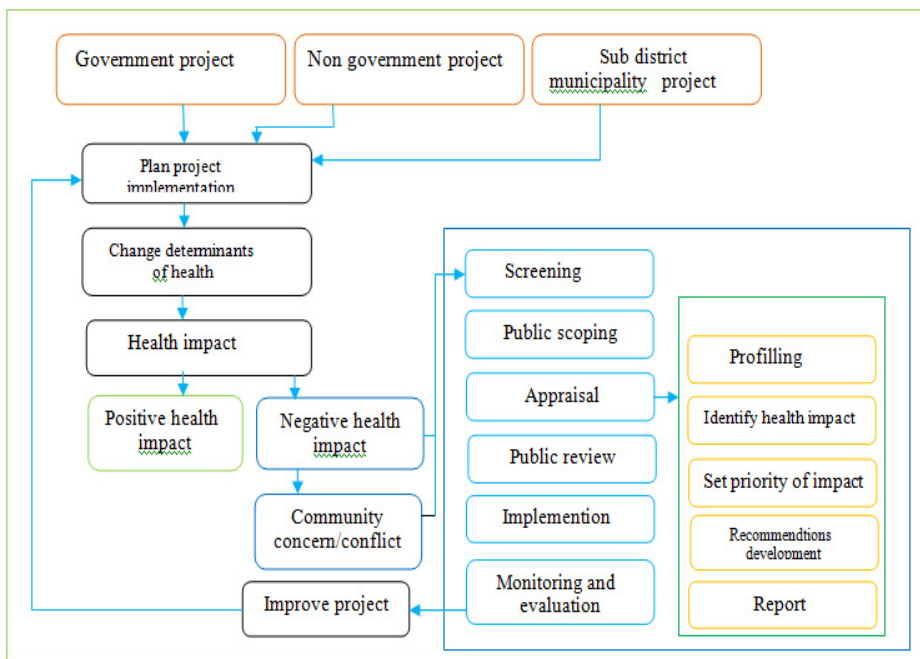 Government project
Non government project
Sub district
municipality project
Plan project
implementation
Change determinants
of health
Health impact
Positive health
impact
Negative health
impact
Community
concern/conflict
Improve project
Screening
Public scoping
Appraisal
Public review
Implemention
Monitoring and
evaluation
Profilling
Identify health impact
Set priority of impact
Recommendtions
development
Report